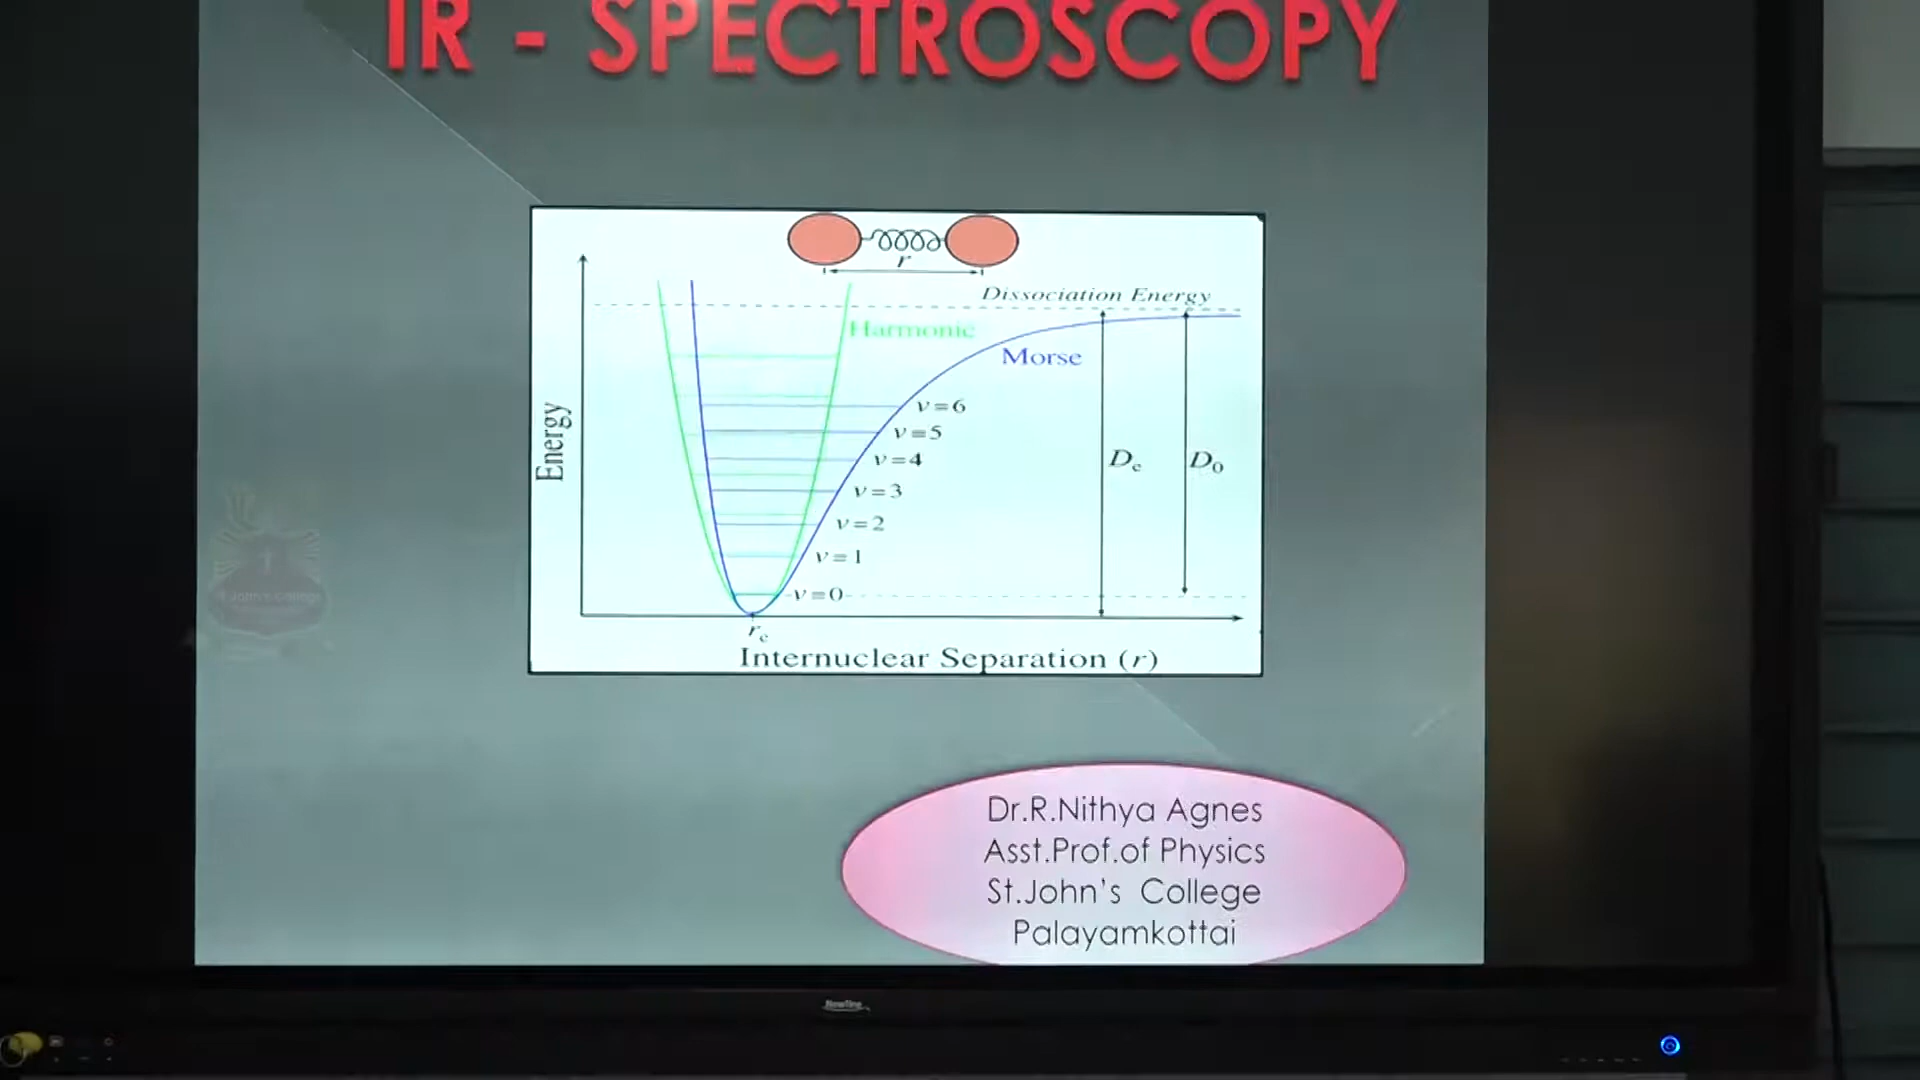 IR - SPECTROSCOPY
r
Dissociation Energy
Harmonic
Morse
Energy
ν=6
ν=5
ν=4
ν=3
ν=2
ν=1
ν=0
De
D0
re
Internuclear Separation (r)
Dr.R.Nithya Agnes
Asst.Prof.of Physics
St.John's College
Palayamkottai